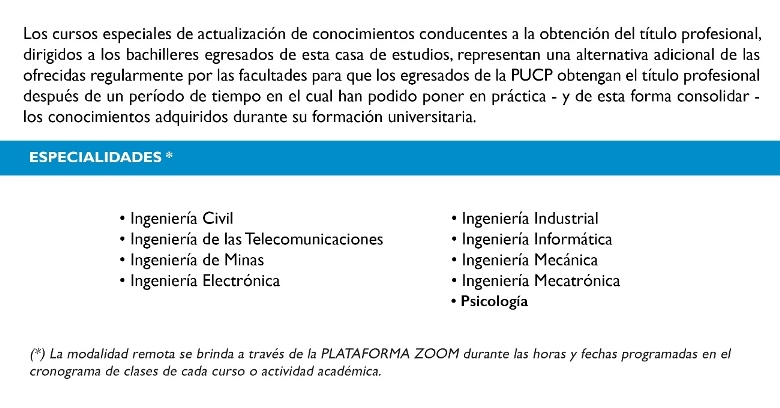 Los cursos especiales de actualización de conocimientos conducentes a la obtención del título profesional,
dirigidos a los bachilleres egresados de esta casa de estudios, representan una alternativa adicional de las
ofrecidas regularmente por las facultades para que los egresados de la PUCP obtengan el título profesional
después de un período de tiempo en el cual han podido poner en práctica - y de esta forma consolidar -
los conocimientos adquiridos durante su formación universitaria.
ESPECIALIDADES *
• Ingeniería Civil
• Ingeniería de las Telecomunicaciones
• Ingeniería de Minas
• Ingeniería Electrónica
• Ingeniería Industrial
• Ingeniería Informática
• Ingeniería Mecánica
• Ingeniería Mecatrónica
• Psicología
(*) La modalidad remota se brinda a través de la PLATAFORMA ZOOM durante las horas y fechas programadas en el
cronograma de clases de cada curso o actividad académica.